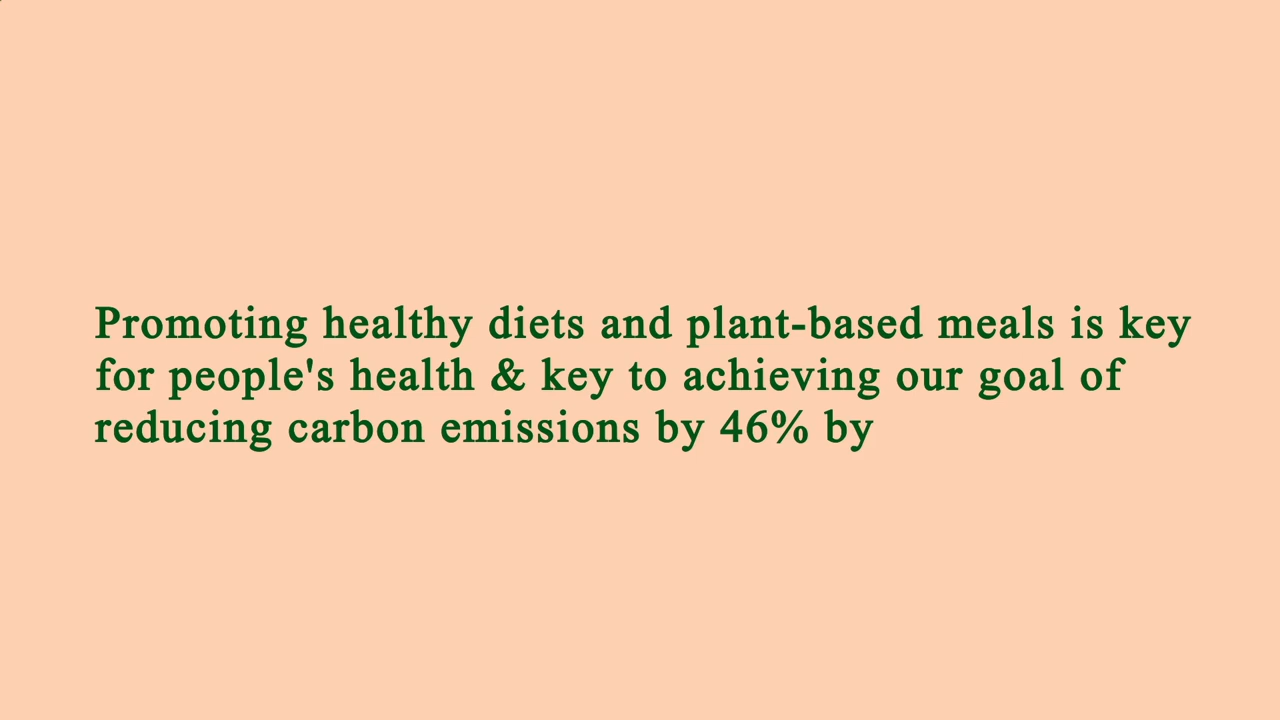 Promoting healthy diets and plant-based meals is key
for people's health & key to achieving our goal of
reducing carbon emissions by 46% by